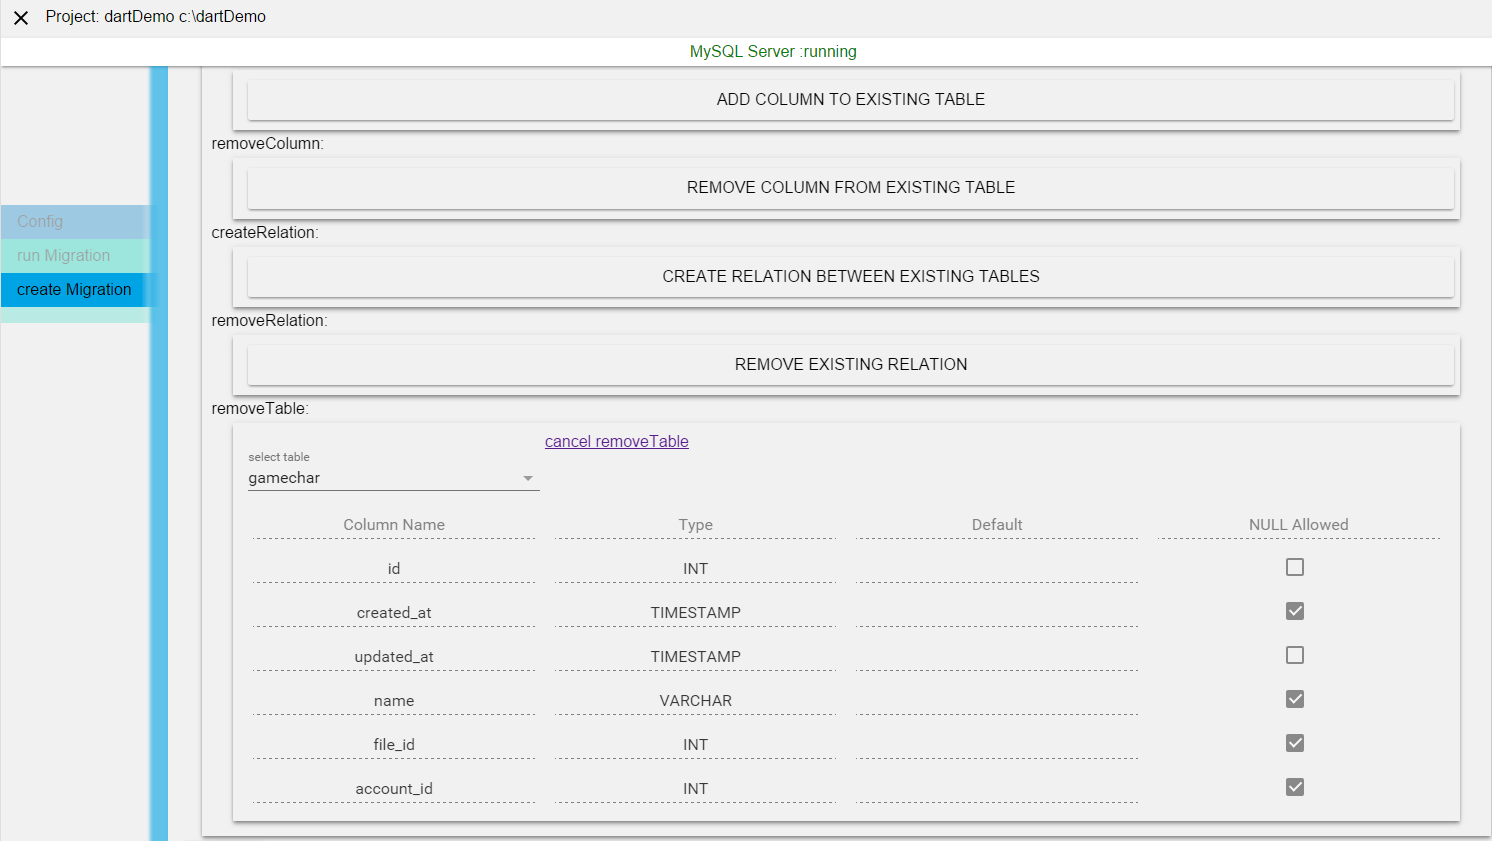 Project: dartDemo c:\dartDemo
MySQL Server :running
Config
run Migration
create Migration
ADD COLUMN TO EXISTING TABLE
removeColumn:
REMOVE COLUMN FROM EXISTING TABLE
createRelation:
CREATE RELATION BETWEEN EXISTING TABLES
removeRelation:
REMOVE EXISTING RELATION
removeTable:
cancel removeTable
select table
gamechar
Column Name Type Default NULL Allowed
id INT
created_at TIMESTAMP
updated_at TIMESTAMP
name VARCHAR
file_id INT
account_id INT